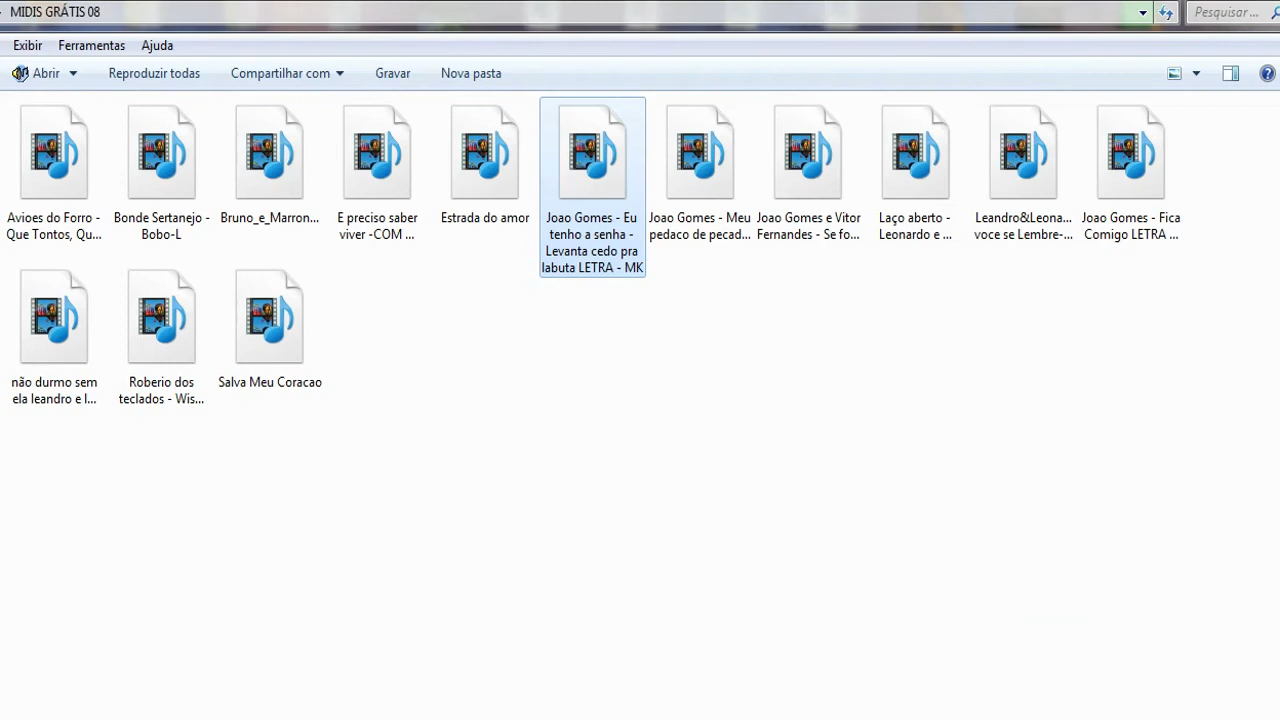 MIDIS GRÁTIS 08
Pesquisar ...
Exibir Ferramentas Ajuda
Abrir Reproduzir todas Compartilhar com Gravar Nova pasta
Avioes do Forro -
Que Tontos, Qu...
Bonde Sertanejo -
Bobo-L
Bruno_e_Marron...
E preciso saber
viver -COM ...
Estrada do amor
Joao Gomes - Eu
tenho a senha -
Levanta cedo pra
labuta LETRA - MK
Joao Gomes - Meu
pedaco de pecad...
Joao Gomes e Vitor
Fernandes - Se fo...
Laço aberto -
Leonardo e ...
Leandro&Leona...
voce se Lembre-...
Joao Gomes - Fica
Comigo LETRA ...
não durmo sem
ela leandro e l...
Roberio dos
teclados - Wis...
Salva Meu Coracao